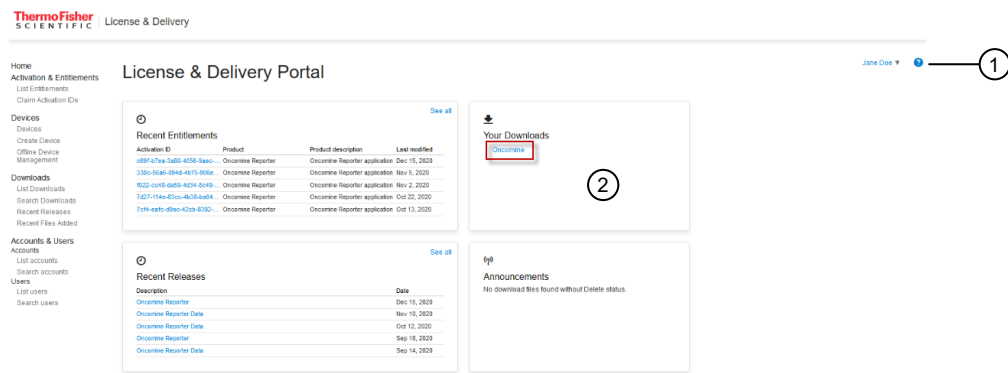 ThermoFisher
SCIENTIFIC
License & Delivery
Home
Activation & Entitlements
List Entitlements
Claim Activation IDs
Devices
Devices
Create Device
Offline Device
Management
Downloads
List Downloads
Search Downloads
Recent Releases
Recent Files Added
Accounts & Users
Accounts
List accounts
Search accounts
Users
List users
Search users
License & Delivery Portal
Jane Doe
?
1
See all
Recent Entitlements
Activation ID Product Product description Last modified
Oncomine Reporter Oncomine Reporter application Dec 15, 2020
Oncomine Reporter Oncomine Reporter application Nov 5, 2020
Oncomine Reporter Oncomine Reporter application Nov 2, 2020
Oncomine Reporter Oncomine Reporter application Oct 22, 2020
Oncomine Reporter Oncomine Reporter application Oct 13, 2020
Your Downloads
Oncomine
2
See all
Recent Releases
Description Date
Oncomine Reporter Dec 15, 2020
Oncomine Reporter Data Nov 10, 2020
Oncomine Reporter Data Oct 12, 2020
Oncomine Reporter Sep 18, 2020
Oncomine Reporter Data Sep 14, 2020
Announcements
No download files found without Delete status.